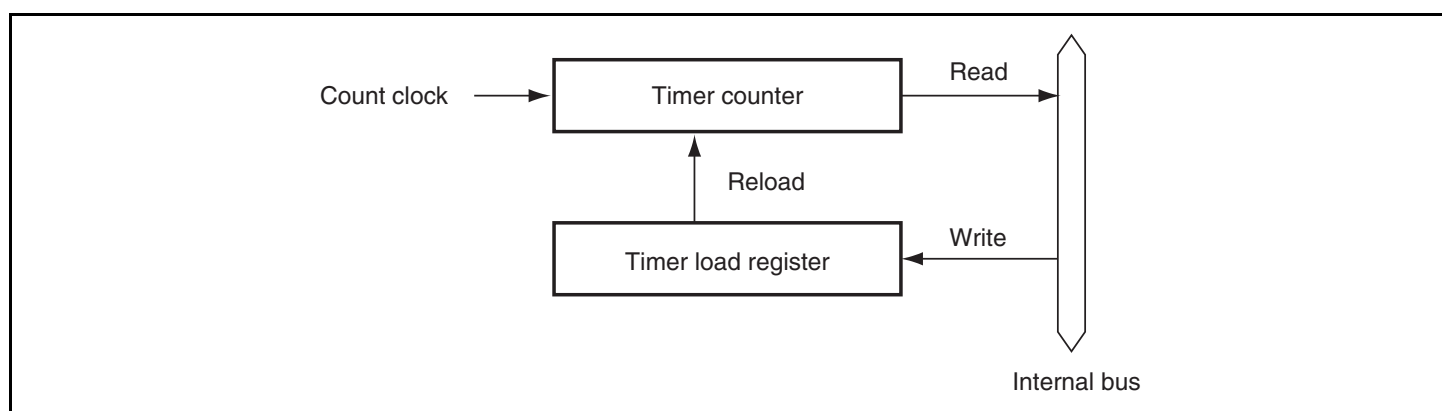 Read
Count clock
Timer counter
Reload
Write
Timer load register
Internal bus